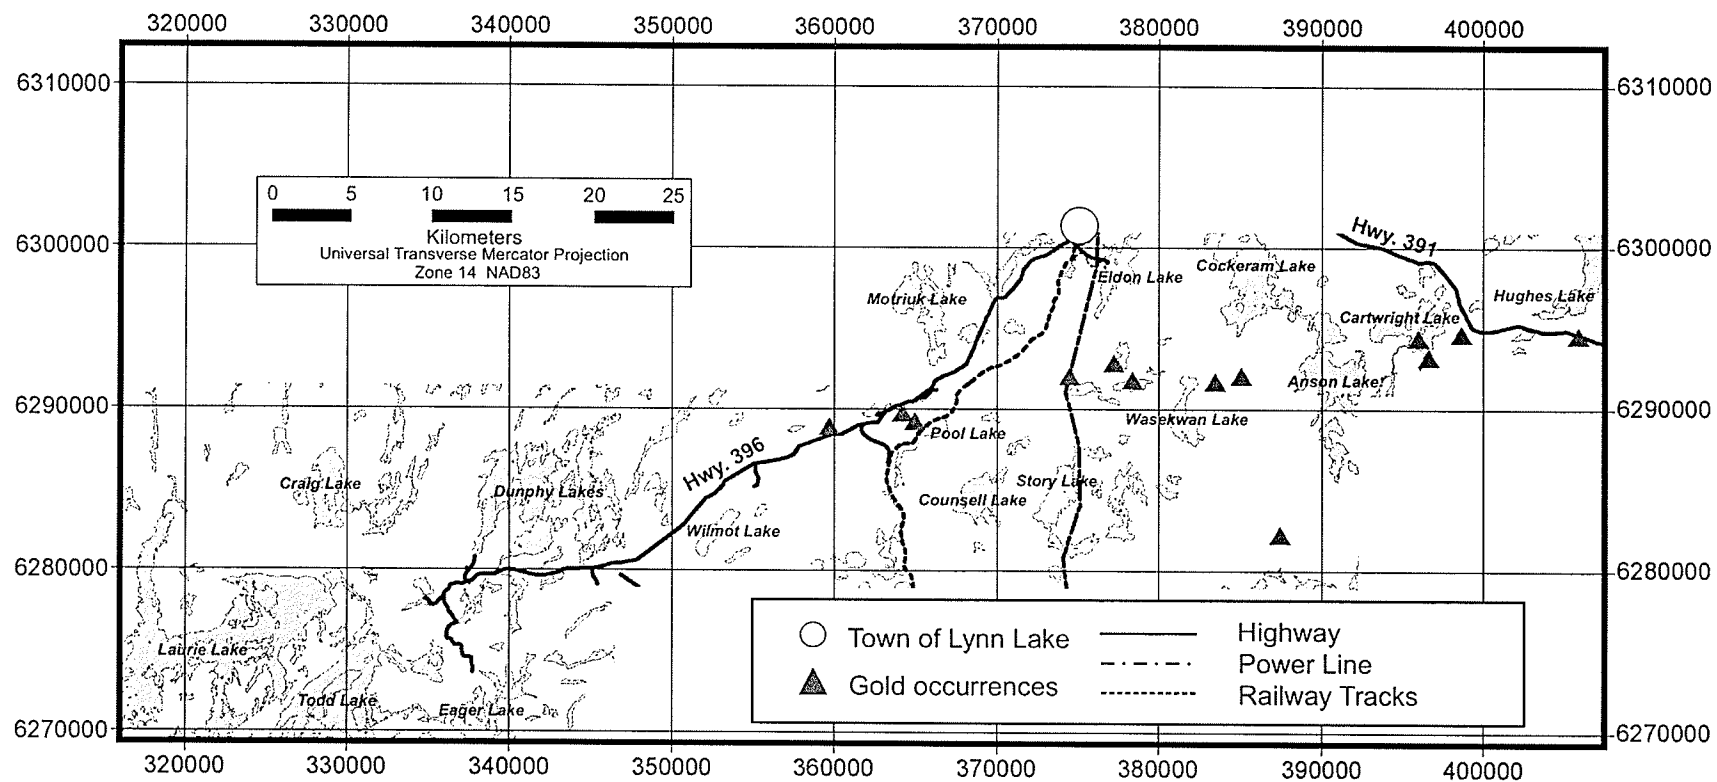 320000 330000 340000 350000 360000 370000 380000 390000 400000
6310000 6310000
0 5 10 15 20 25
Kilometers
Universal Transverse Mercator Projection
Zone 14 NAD83
Hwy. 391
6300000 6300000
Eldon Lake
Cockeram Lake
Motriuk Lake
Hughes Lake
Cartwright Lake
Anson Lake
6290000 6290000
Wasekwan Lake
Pool Lake
Hwy. 396
Craig Lake
Dunphy Lakes
Story Lake
Counsell Lake
Wilmot Lake
6280000 6280000
Town of Lynn Lake
Gold occurrences
Highway
Power Line
Railway Tracks
Laurie Lake
Todd Lake
Eager Lake
6270000 6270000
320000 330000 340000 350000 360000 370000 380000 390000 400000